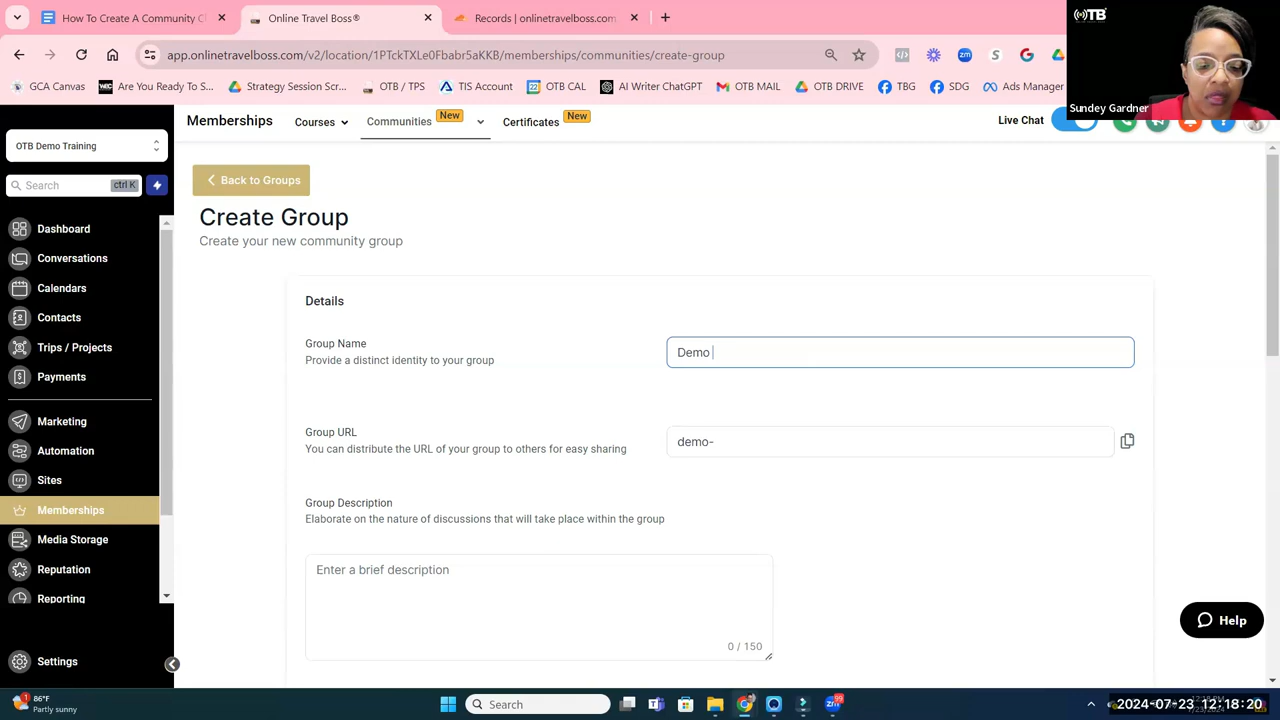 How To Create A Community C
Online Travel Boss®
Records | onlinetravelboss.com
app.onlinetravelboss.com/v2/location/1PTckTXLe0Fbabr5aKKB/memberships/communities/create-group
GCA Canvas
Are You Ready To S...
Strategy Session Scr...
OTB / TPS
TIS Account
OTB CAL
AI Writer ChatGPT
OTB MAIL
OTB DRIVE
TBG
SDG
Ads Manager
OTB
Sundey Gardner
Memberships
Courses
Communities
New
Certificates
New
Live Chat
OTB Demo Training
Search
ctrl K
Dashboard
Conversations
Calendars
Contacts
Trips / Projects
Payments
Marketing
Automation
Sites
Memberships
Media Storage
Reputation
Reporting
Settings
Back to Groups
Create Group
Create your new community group
Details
Group Name
Provide a distinct identity to your group
Demo
Group URL
You can distribute the URL of your group to others for easy sharing
demo-
Group Description
Elaborate on the nature of discussions that will take place within the group
Enter a brief description
0 / 150
Help
1
86°F
Partly sunny
Search
99
2024-07-23 12:18:20